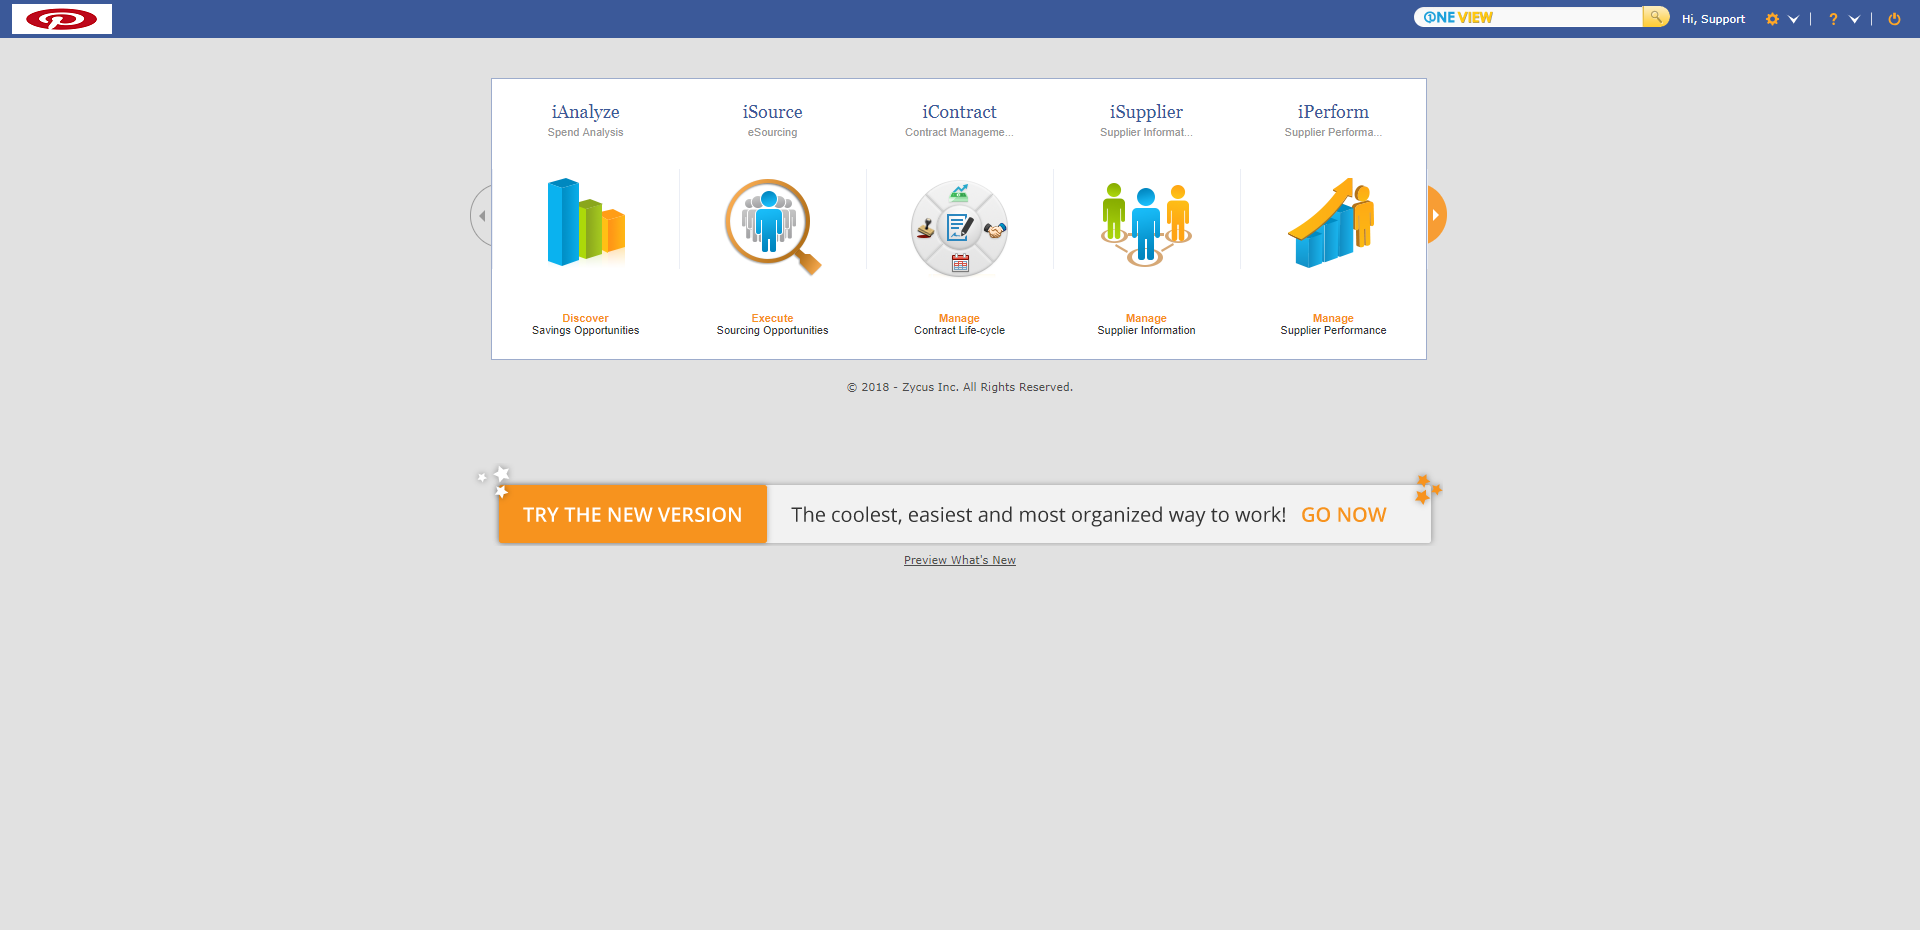 ONE VIEW
Hi, Support
?
iAnalyze
Spend Analysis
iSource
eSourcing
iContract
Contract Manageme...
iSupplier
Supplier Informat...
iPerform
Supplier Performa...
Discover
Savings Opportunities
Execute
Sourcing Opportunities
Manage
Contract Life-cycle
Manage
Supplier Information
Manage
Supplier Performance
© 2018 - Zycus Inc. All Rights Reserved.
TRY THE NEW VERSION
The coolest, easiest and most organized way to work! GO NOW
Preview What's New